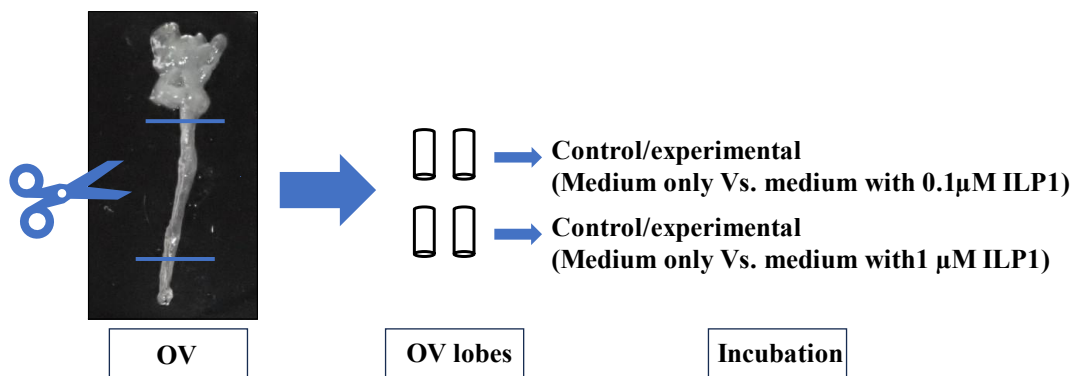 Control/experimental
(Medium only Vs. medium with 0.1μM ILP1)
Control/experimental
(Medium only Vs. medium with1 μM ILP1)
OV
OV lobes
Incubation